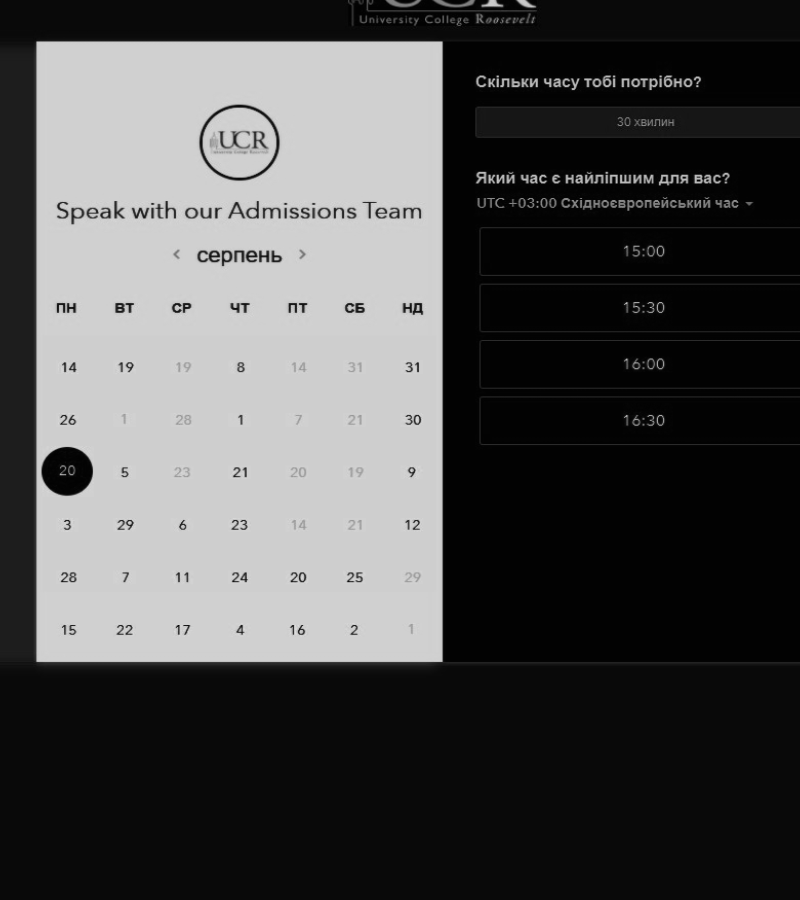 UCR
University College Roosevelt
UCR
Speak with our Admissions Team
< серпень >
ПН ВТ СР ЧТ ПТ СБ НД
14 19 19 8 14 31 31
26 1 28 1 7 21 30
20 5 23 21 20 19 9
3 29 6 23 14 21 12
28 7 11 24 20 25 29
15 22 17 4 16 2 1
Скільки часу тобі потрібно?
30 хвилин
Який час є найліпшим для вас?
UTC +03:00 Східноєвропейський час
15:00
15:30
16:00
16:30